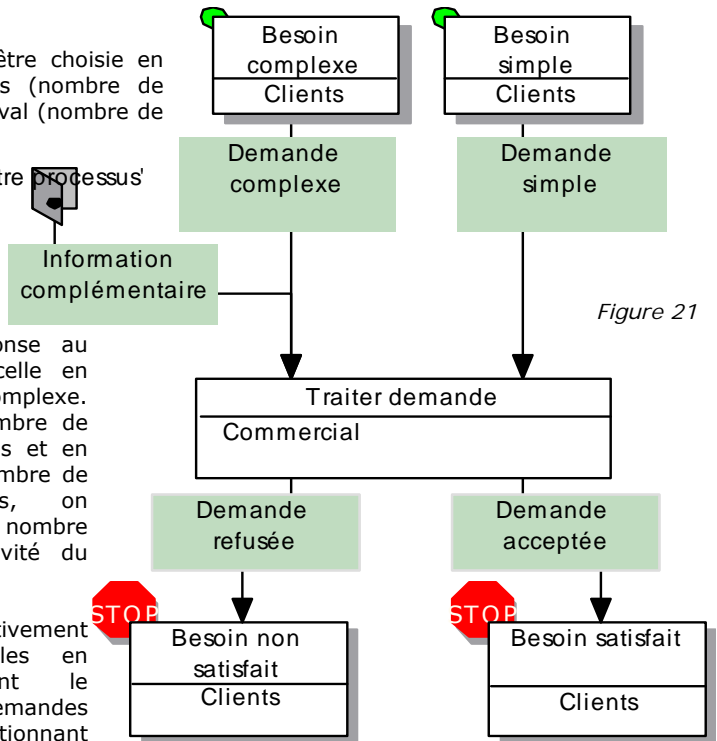 être choisie en
s (nombre de
val (nombre de
tre processus'
onse au
celle en
omplexe.
mbre de
s et en
mbre de
s, on
nombre
vité du
tivement
les en
nt le
emandes
tionnant
Besoin
complexe
Clients
Besoin
simple
Clients
Demande
complexe
Demande
simple
Information
complémentaire
Figure 21
Traiter demande
Commercial
Demande
refusée
Demande
acceptée
STOP
Besoin non
satisfait
Clients
STOP
Besoin satisfait
Clients